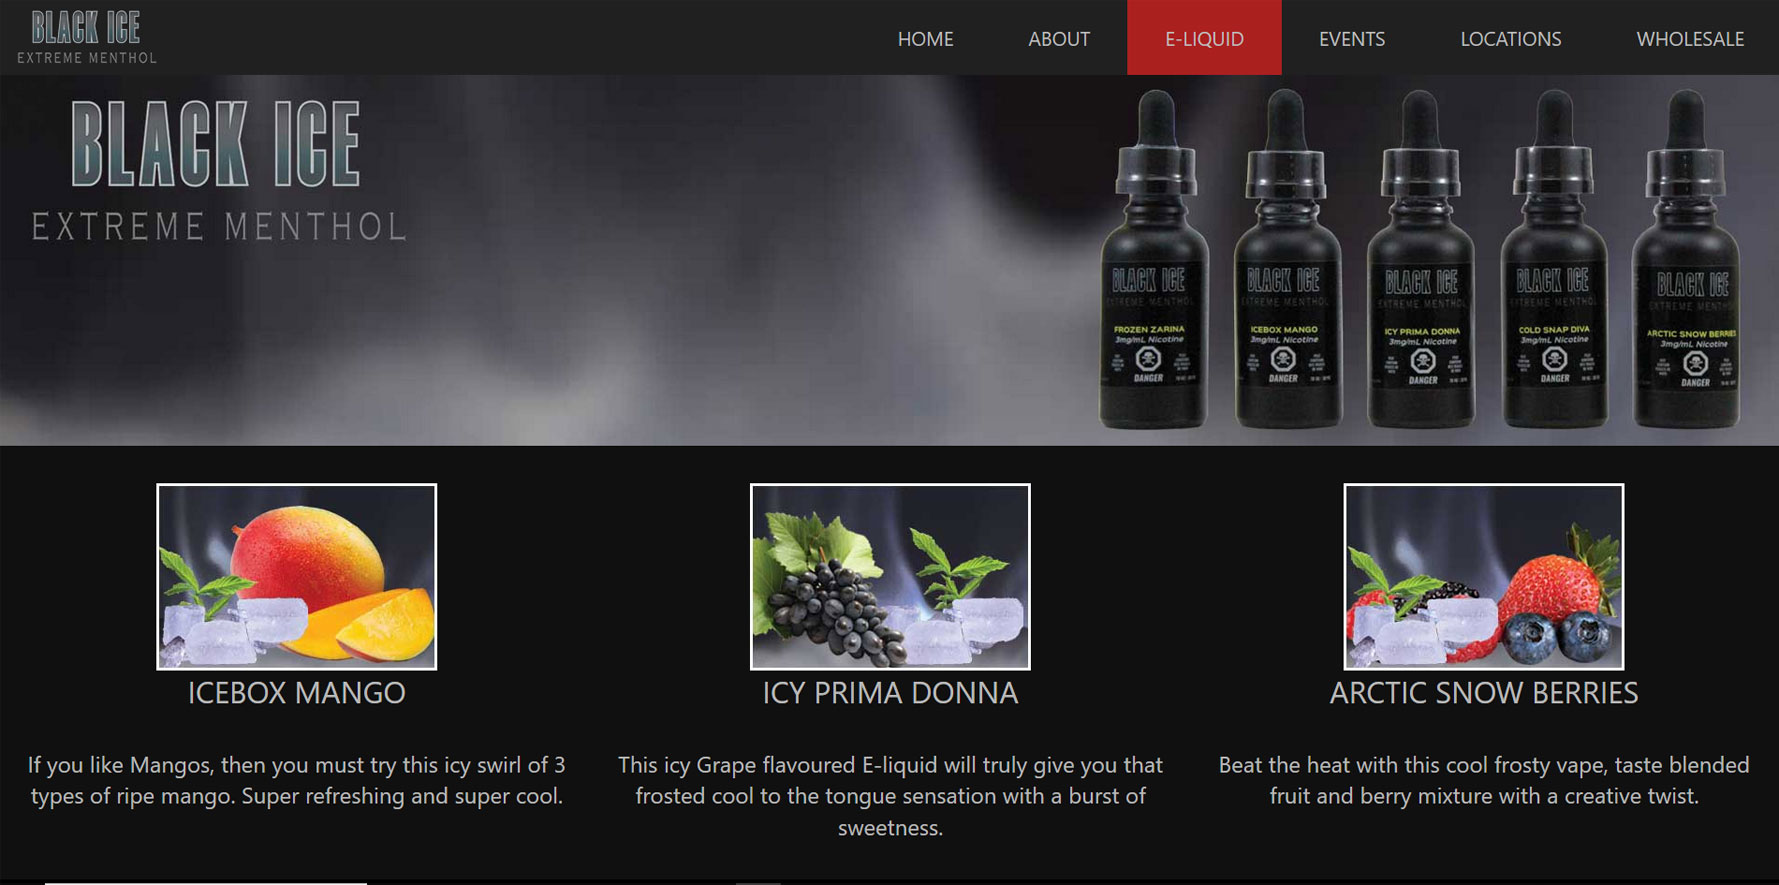 BLACK ICE
EXTREME MENTHOL
HOME
ABOUT
E-LIQUID
EVENTS
LOCATIONS
WHOLESALE
BLACK ICE
EXTREME MENTHOL
BLACK ICE
EXTREME MENTHOL
FROZEN ZARINA
3mg/mL Nicotine
DANGER
BLACK ICE
EXTREME MENTHOL
ICEBOX MANGO
3mg/mL Nicotine
DANGER
BLACK ICE
EXTREME MENTHOL
ICY PRIMA DONNA
3mg/mL Nicotine
DANGER
BLACK ICE
EXTREME MENTHOL
COLD SNAP DIVA
3mg/mL Nicotine
DANGER
BLACK ICE
EXTREME MENTHOL
ARCTIC SNOW BERRIES
3mg/mL Nicotine
DANGER
ICEBOX MANGO
If you like Mangos, then you must try this icy swirl of 3
types of ripe mango. Super refreshing and super cool.
ICY PRIMA DONNA
This icy Grape flavoured E-liquid will truly give you that
frosted cool to the tongue sensation with a burst of
sweetness.
ARCTIC SNOW BERRIES
Beat the heat with this cool frosty vape, taste blended
fruit and berry mixture with a creative twist.